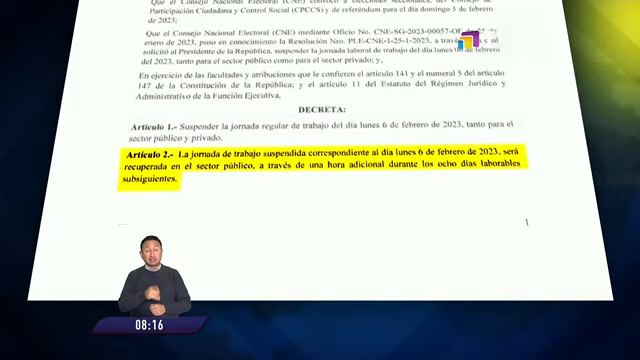 Que el Consejo Nacional Electoral (CNE) convocó a elecciones seccionales, del Consejo de
Participación Ciudadana y Control Social (CPCCS) y de referéndum para el día domingo 5 de febrero
de 2023;
Que el Consejo Nacional Electoral (CNE) mediante Oficio No. CNE-SG-2023-00057-OF de 25 de
enero de 2023, puso en conocimiento la Resolución Nro. PLE-CNE-1-25-1-2023, a través
solicitó al Presidente de la República, suspender la jornada laboral de trabajo del día lunes 06 de febrero
del 2023, tanto para el sector público como para el sector privado; y,
En ejercicio de las facultades y atribuciones que le confieren el artículo 141 y el numeral 5 del artículo
147 de la Constitución de la República; y el artículo 11 del Estatuto del Régimen Jurídico y
Administrativo de la Función Ejecutiva,
DECRETA:
Artículo 1.- Suspender la jornada regular de trabajo del día lunes 6 de febrero de 2023, tanto para el
sector público y privado.
Artículo 2.- La jornada de trabajo suspendida correspondiente al día lunes 6 de febrero de 2023, será
recuperada en el sector público, a través de una hora adicional durante los ocho días laborables
subsiguientes.
1
08:16